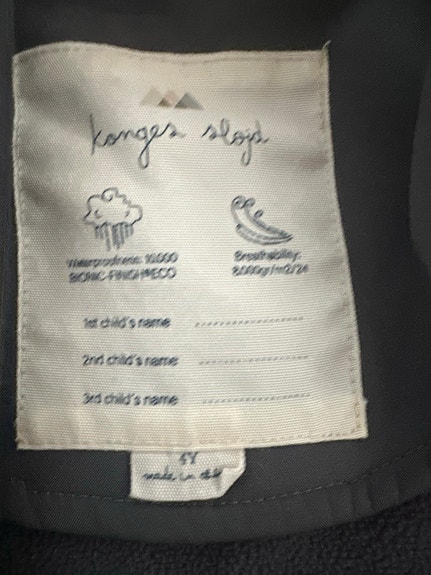 konges sløjd
Waterproofness: 10.000
BIONIC-FINISH®ECO
Breathability:
8.000gr/m2/24
1st child's name
2nd child's name
3rd child's name
made in